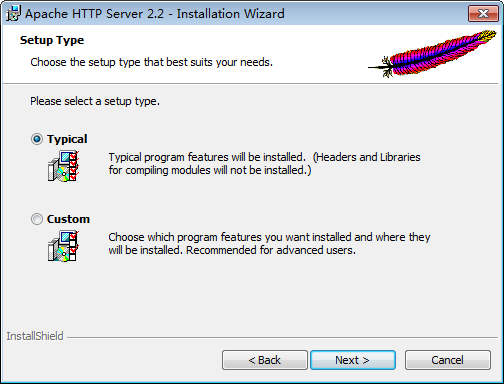 Apache HTTP Server 2.2 - Installation Wizard
Setup Type
Choose the setup type that best suits your needs.
Please select a setup type.
Typical
Typical program features will be installed. (Headers and Libraries
for compiling modules will not be installed.)
Custom
Choose which program features you want installed and where they
will be installed. Recommended for advanced users.
InstallShield
< Back
Next >
Cancel